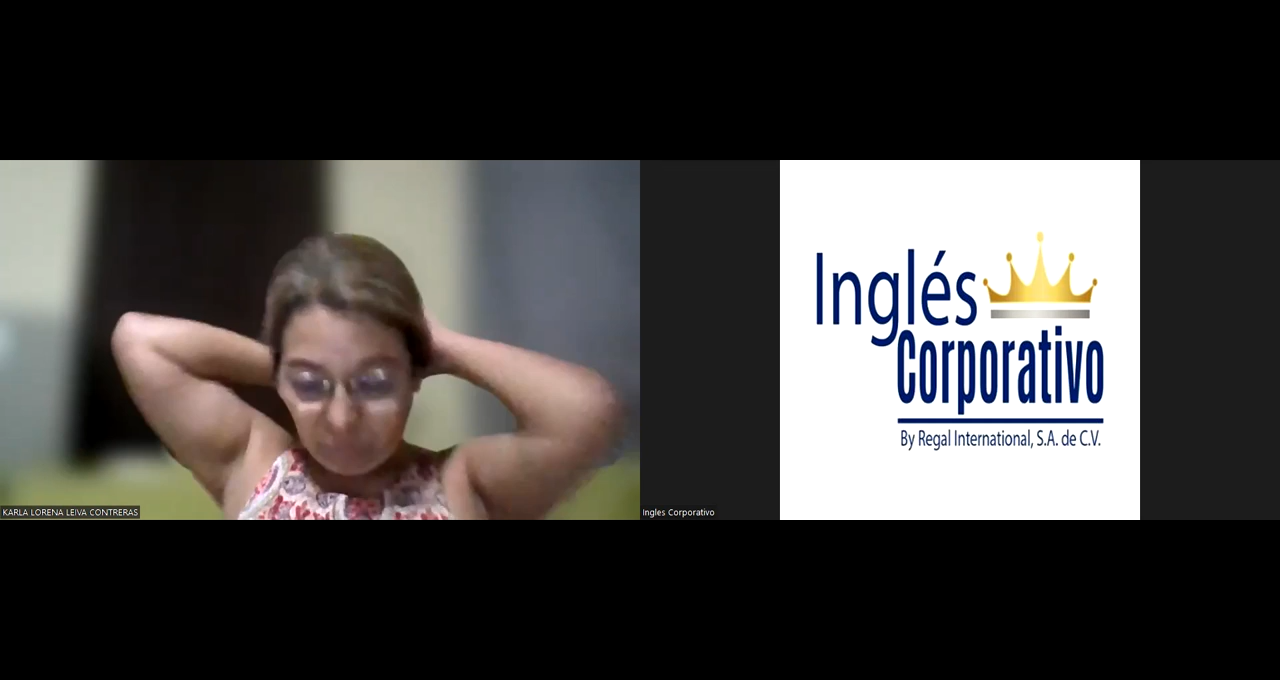 Inglés
Corporativo
By Regal International, S.A. de C.V.
KARLA LORENA LEIVA CONTRERAS
Ingles Corporativo